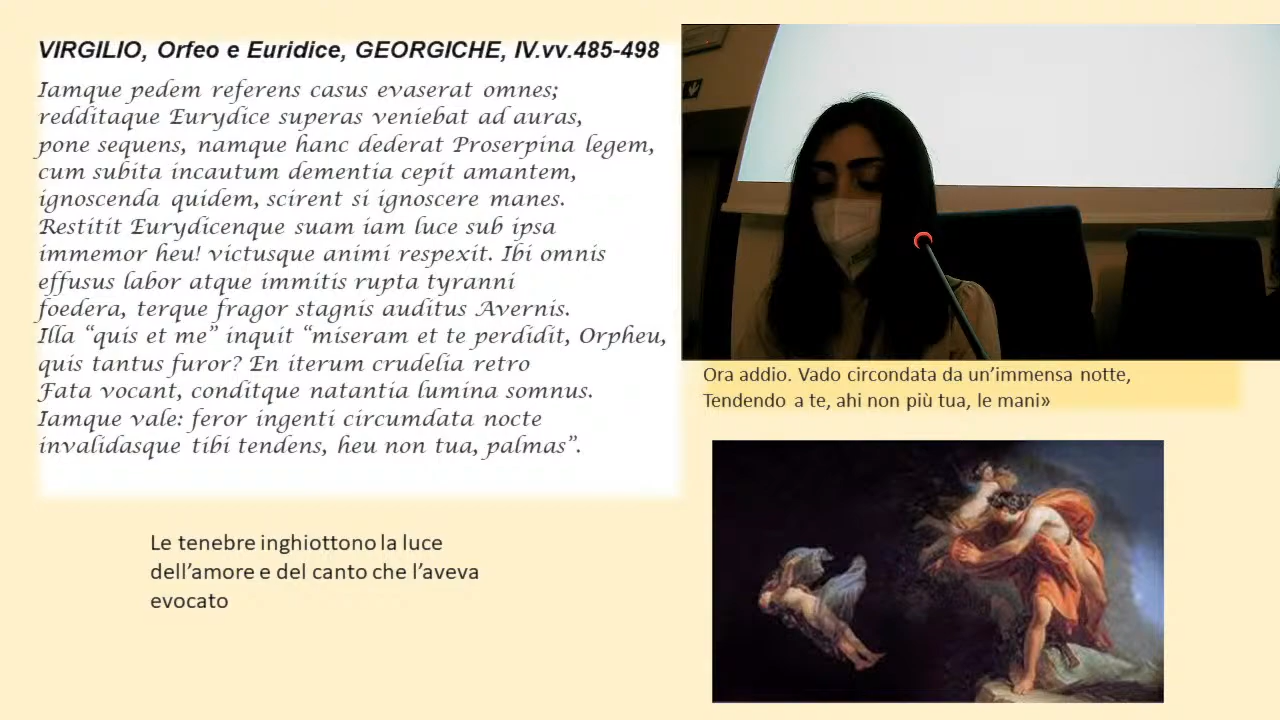 VIRGILIO, Orfeo e Euridice, GEORGICHE, IV.vv.485-498
Iamque pedem referens casus evaserat omnes;
redditaque Eurydice superas veniebat ad auras,
pone sequens, namque hanc dederat Proserpina legem,
cum subita incautum dementia cepit amantem,
ignoscenda quidem, scirent si ignoscere manes.
Restitit Eurydicenque suam iam luce sub ipsa
immemor heu! victusque animi respexit. Ibi omnis
effusus labor atque immitis rupta tyranni
foedera, terque fragor stagnis auditus Avernis.
Illa “quis et me” inquit “miseram et te perdidit, Orpheu,
quis tantus furor? En iterum crudelia retro
Fata vocant, conditque natantia lumina somnus.
Iamque vale: feror ingenti circumdata nocte
invalidasque tibi tendens, heu non tua, palmas”.
Ora addio. Vado circondata da un’immensa notte,
Tendendo a te, ahi non più tua, le mani»
Le tenebre inghiottono la luce
dell’amore e del canto che l’aveva
evocato